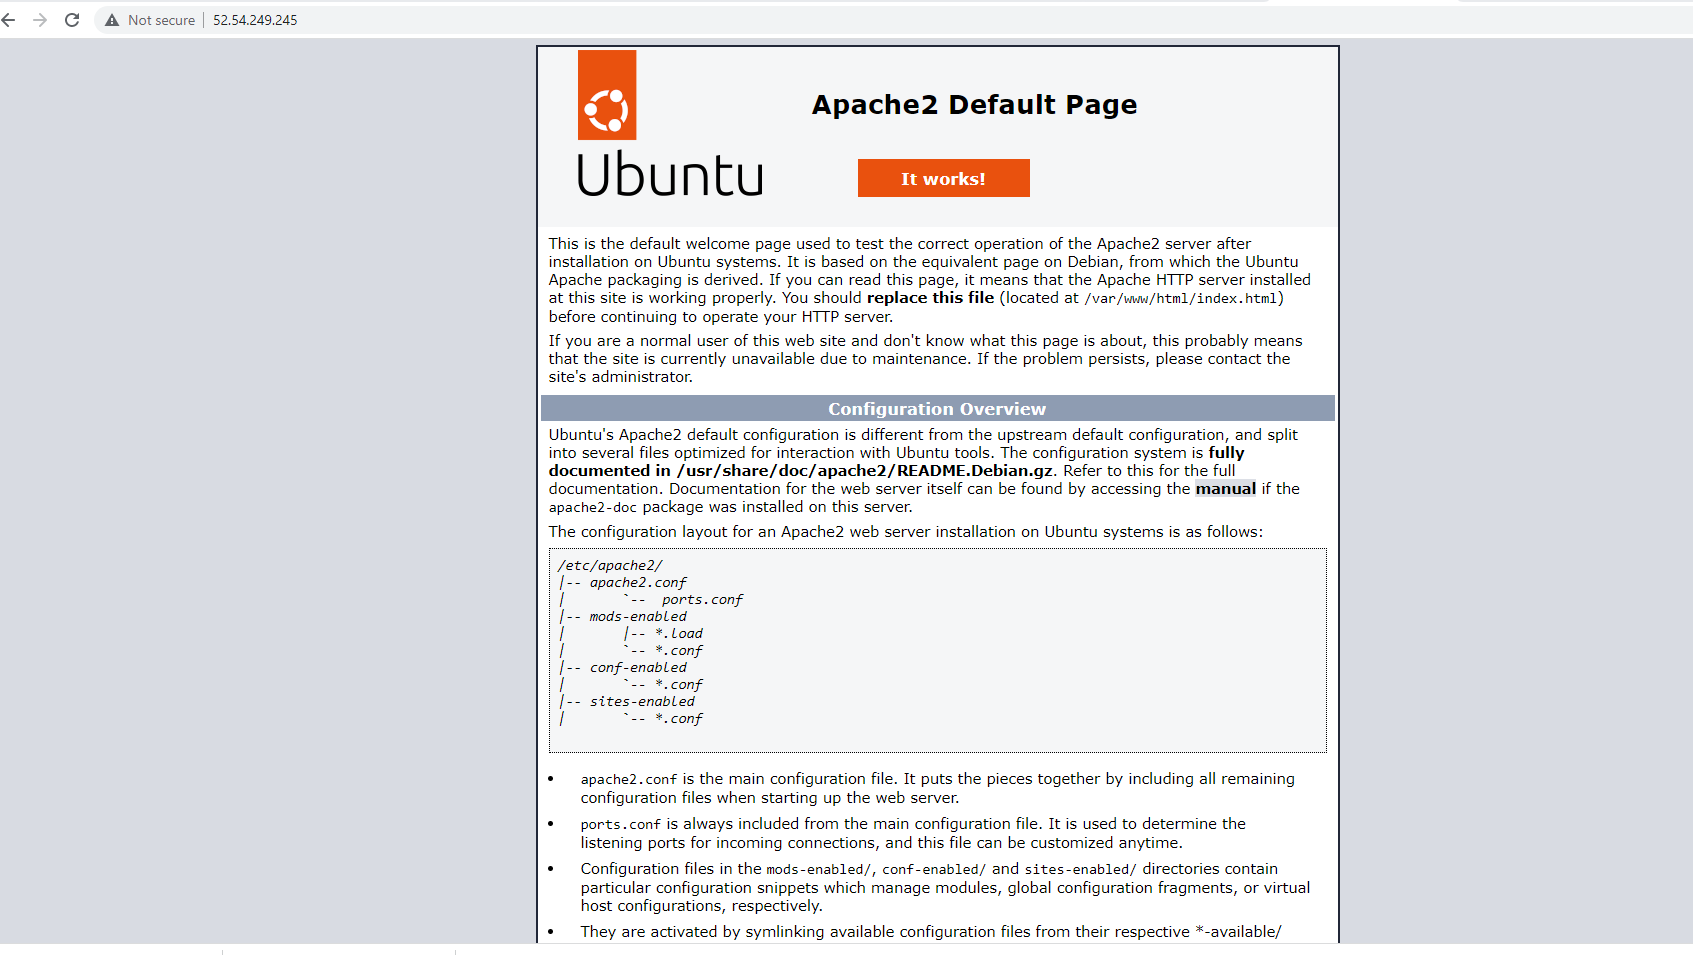 Not secure | 52.54.249.245
Apache2 Default Page
Ubuntu
It works!
This is the default welcome page used to test the correct operation of the Apache2 server after
installation on Ubuntu systems. It is based on the equivalent page on Debian, from which the Ubuntu
Apache packaging is derived. If you can read this page, it means that the Apache HTTP server installed
at this site is working properly. You should replace this file (located at /var/www/html/index.html)
before continuing to operate your HTTP server.
If you are a normal user of this web site and don't know what this page is about, this probably means
that the site is currently unavailable due to maintenance. If the problem persists, please contact the
site's administrator.
Configuration Overview
Ubuntu's Apache2 default configuration is different from the upstream default configuration, and split
into several files optimized for interaction with Ubuntu tools. The configuration system is fully
documented in /usr/share/doc/apache2/README.Debian.gz. Refer to this for the full
documentation. Documentation for the web server itself can be found by accessing the manual if the
apache2-doc package was installed on this server.
The configuration layout for an Apache2 web server installation on Ubuntu systems is as follows:
/etc/apache2/
|-- apache2.conf
|       `--  ports.conf
|-- mods-enabled
|       |-- *.load
|       `-- *.conf
|-- conf-enabled
|       `-- *.conf
|-- sites-enabled
|       `-- *.conf
• apache2.conf is the main configuration file. It puts the pieces together by including all remaining
configuration files when starting up the web server.
• ports.conf is always included from the main configuration file. It is used to determine the
listening ports for incoming connections, and this file can be customized anytime.
• Configuration files in the mods-enabled/, conf-enabled/ and sites-enabled/ directories contain
particular configuration snippets which manage modules, global configuration fragments, or virtual
host configurations, respectively.
• They are activated by symlinking available configuration files from their respective *-available/